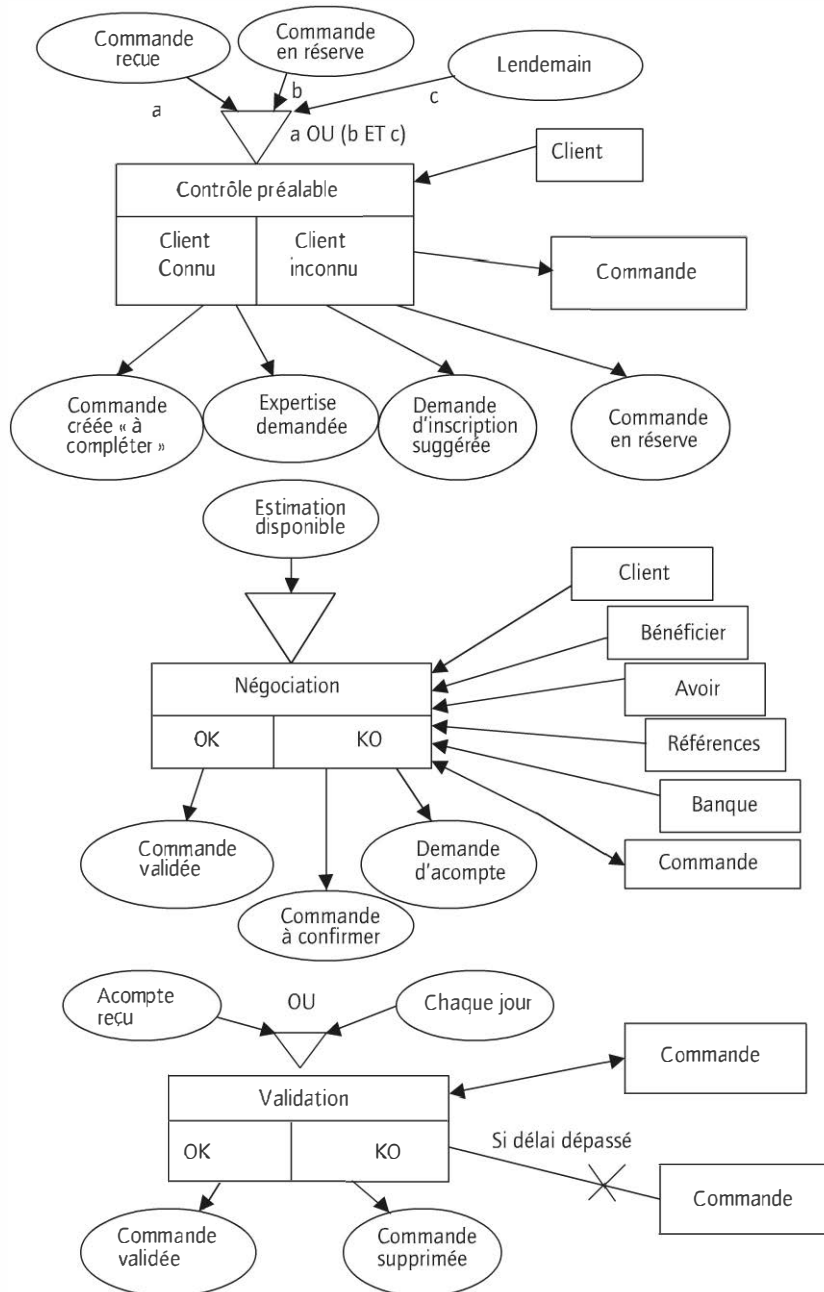 Commande
reçue
Commande
en réserve
Lendemain
a
b
c
a OU (b ET c)
Client
Contrôle préalable
Client
Connu
Client
inconnu
Commande
Commande
créée « à
compléter »
Expertise
demandée
Demande
d'inscription
suggérée
Commande
en réserve
Estimation
disponible
Client
Bénéficier
Négociation
Avoir
OK
KO
Références
Banque
Commande
validée
Demande
d'acompte
Commande
Commande
à confirmer
Acompte
reçu
OU
Chaque jour
Commande
Validation
OK
KO
Si délai dépassé
Commande
Commande
validée
Commande
supprimée